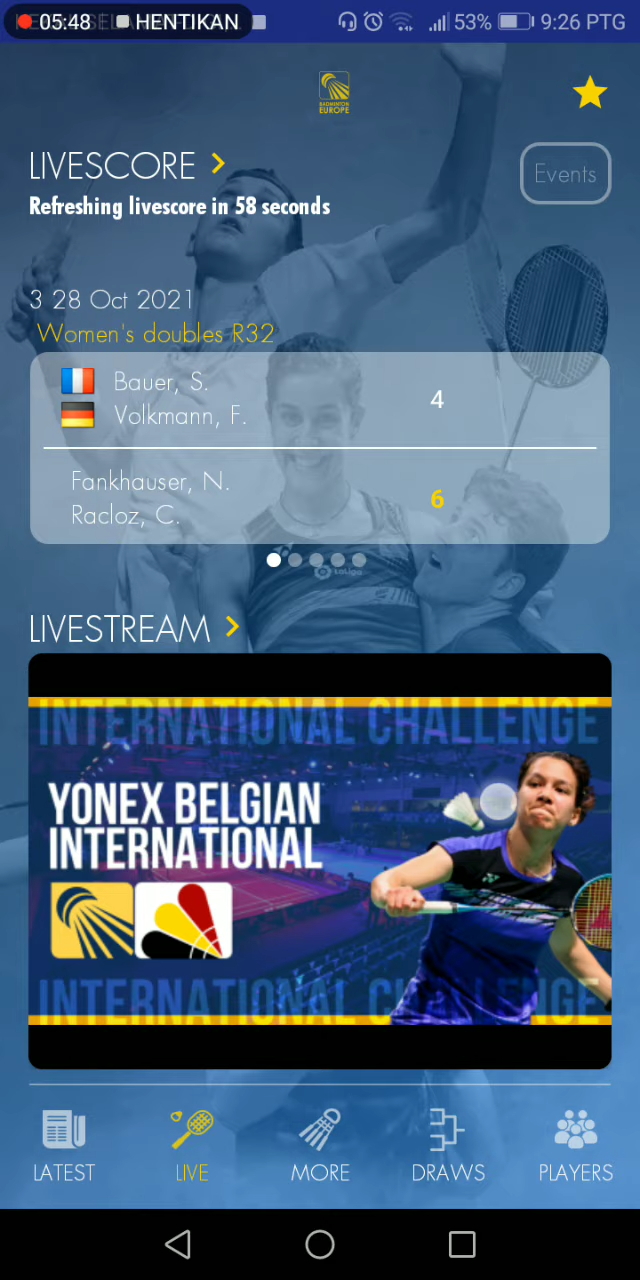 05:48 HENTIKAN 53% 9:26 PTG
BADMINTON
EUROPE
LIVESCORE
Events
Refreshing livescore in 58 seconds
3 28 Oct 2021
Women's doubles R32
Bauer, S.
Volkmann, F.
4
Fankhauser, N.
Racloz, C.
6
LaLiga
LIVESTREAM
INTERNATIONAL CHALLENGE
YONEX BELGIAN
INTERNATIONAL
INTERNATIONAL CHALLENGE
LATEST
LIVE
MORE
DRAWS
PLAYERS